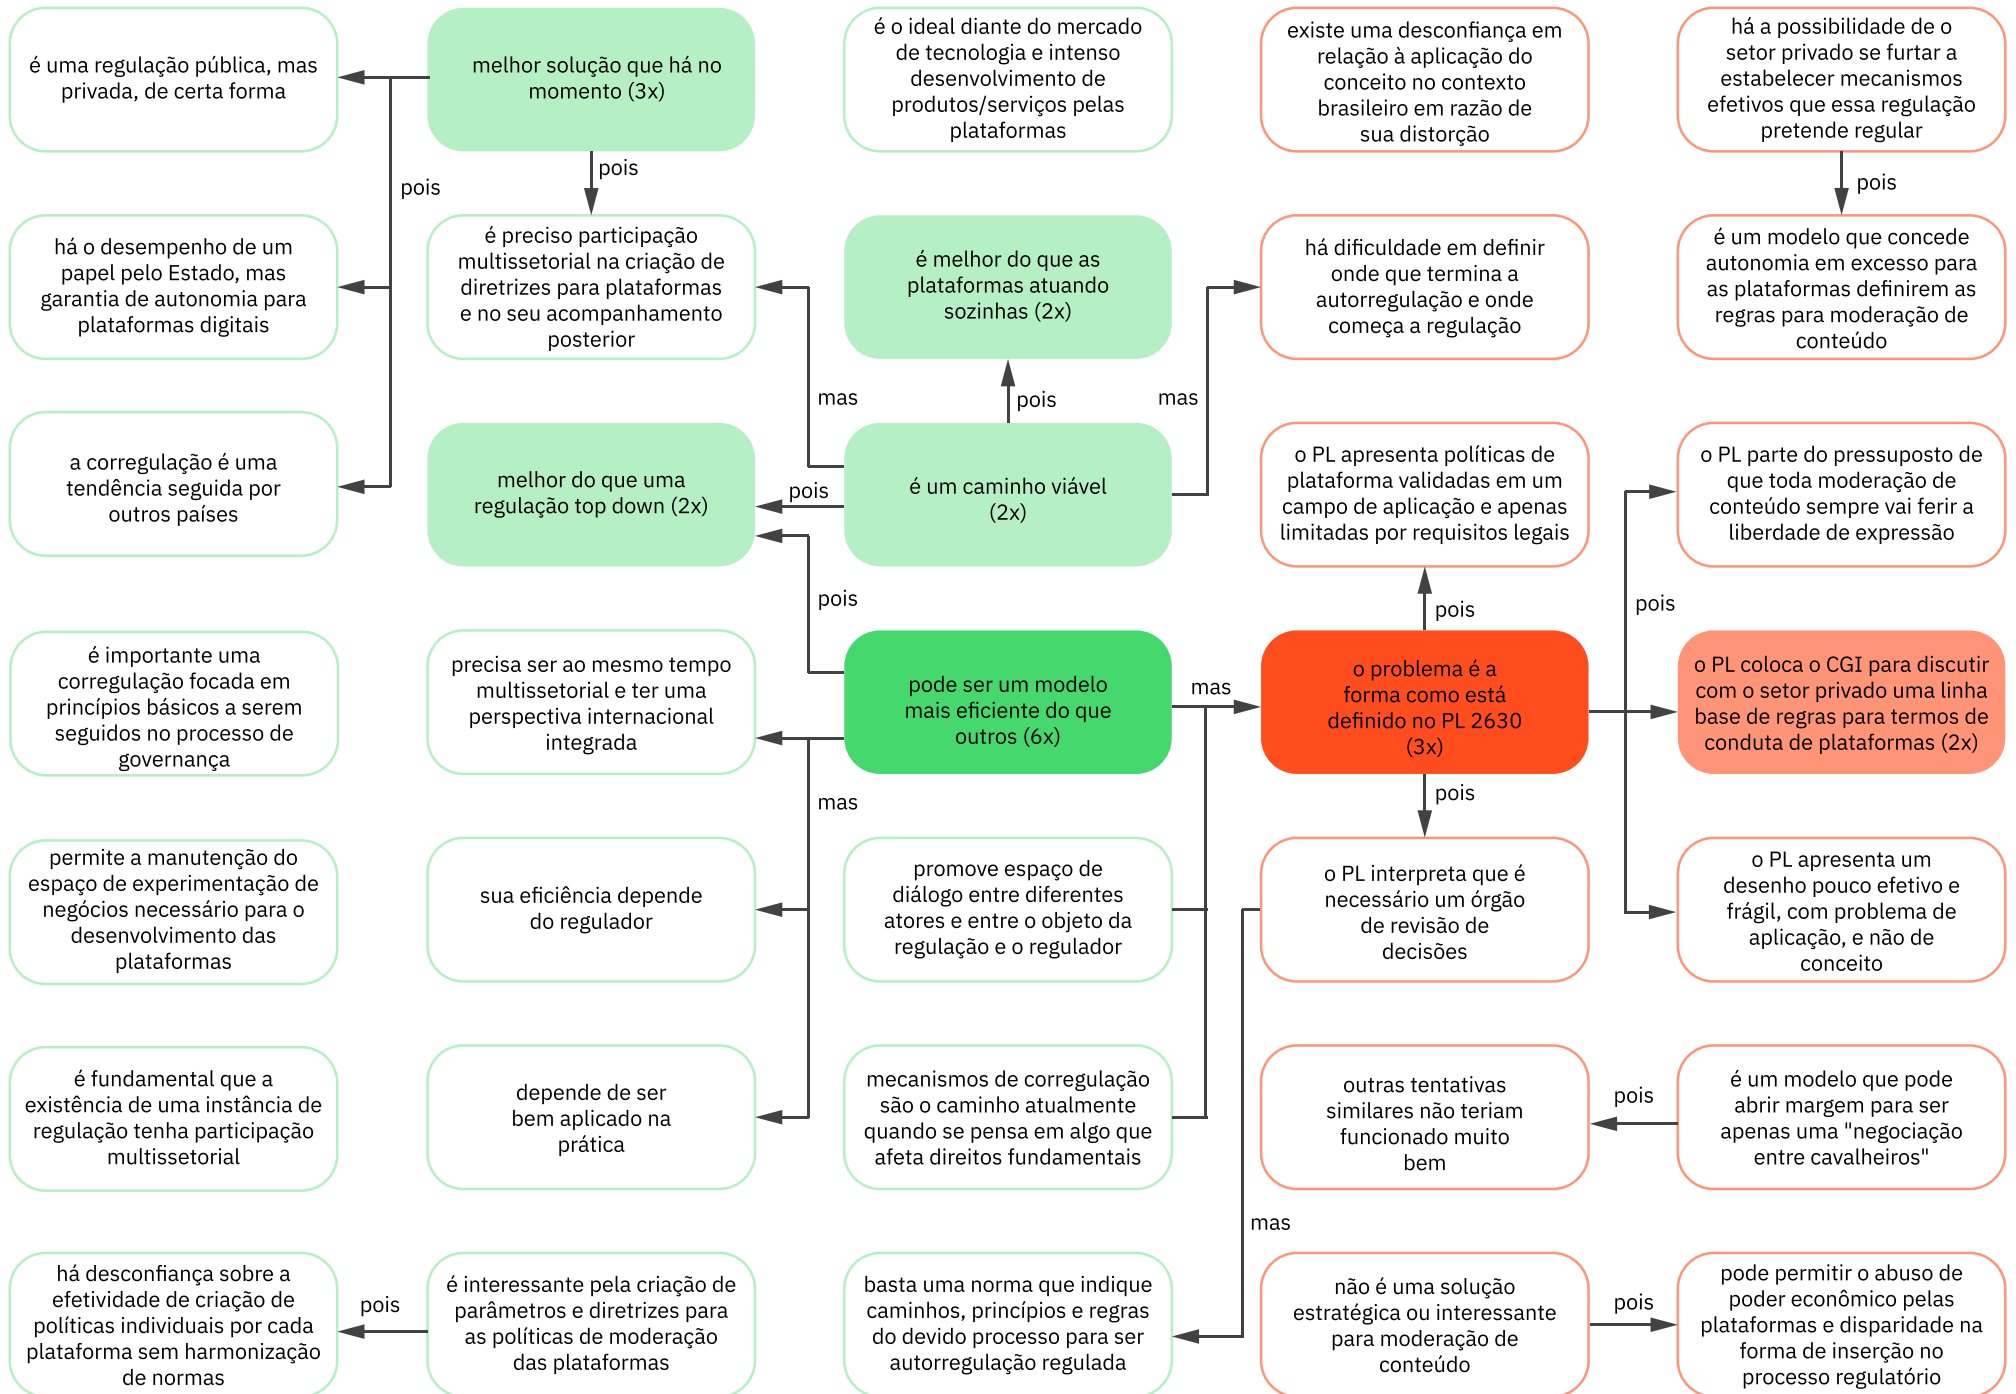 é uma regulação pública, mas
privada, de certa forma
melhor solução que há no
momento (3x)
é o ideal diante do mercado
de tecnologia e intenso
desenvolvimento de
produtos/serviços pelas
plataformas
existe uma desconfiança em
relação à aplicação do
conceito no contexto
brasileiro em razão de
sua distorção
há a possibilidade de o
setor privado se furtar a
estabelecer mecanismos
efetivos que essa regulação
pretende regular
pois
pois
pois
há o desempenho de um
papel pelo Estado, mas
garantia de autonomia para
plataformas digitais
é preciso participação
multissetorial na criação de
diretrizes para plataformas
e no seu acompanhamento
posterior
é melhor do que as
plataformas atuando
sozinhas (2x)
há dificuldade em definir
onde que termina a
autorregulação e onde
começa a regulação
é um modelo que concede
autonomia em excesso para
as plataformas definirem as
regras para moderação de
conteúdo
mas
pois
mas
a corregulação é uma
tendência seguida por
outros países
melhor do que uma
regulação top down (2x)
pois
é um caminho viável
(2x)
o PL apresenta políticas de
plataforma validadas em um
campo de aplicação e apenas
limitadas por requisitos legais
o PL parte do pressuposto de
que toda moderação de
conteúdo sempre vai ferir a
liberdade de expressão
pois
pois
pois
é importante uma
corregulação focada em
princípios básicos a serem
seguidos no processo de
governança
precisa ser ao mesmo tempo
multissetorial e ter uma
perspectiva internacional
integrada
pode ser um modelo
mais eficiente do que
outros (6x)
mas
o problema é a
forma como está
definido no PL 2630
(3x)
o PL coloca o CGI para discutir
com o setor privado uma linha
base de regras para termos de
conduta de plataformas (2x)
mas
pois
permite a manutenção do
espaço de experimentação de
negócios necessário para o
desenvolvimento das
plataformas
sua eficiência depende
do regulador
promove espaço de
diálogo entre diferentes
atores e entre o objeto da
regulação e o regulador
o PL interpreta que é
necessário um órgão
de revisão de
decisões
o PL apresenta um
desenho pouco efetivo e
frágil, com problema de
aplicação, e não de
conceito
é fundamental que a
existência de uma instância de
regulação tenha participação
multissetorial
depende de ser
bem aplicado na
prática
mecanismos de corregulação
são o caminho atualmente
quando se pensa em algo que
afeta direitos fundamentais
outras tentativas
similares não teriam
funcionado muito
bem
pois
é um modelo que pode
abrir margem para ser
apenas uma "negociação
entre cavalheiros"
mas
há desconfiança sobre a
efetividade de criação de
políticas individuais por cada
plataforma sem harmonização
de normas
pois
é interessante pela criação de
parâmetros e diretrizes para
as políticas de moderação
das plataformas
basta uma norma que indique
caminhos, princípios e regras
do devido processo para ser
autorregulação regulada
não é uma solução
estratégica ou interessante
para moderação de
conteúdo
pois
pode permitir o abuso de
poder econômico pelas
plataformas e disparidade na
forma de inserção no
processo regulatório